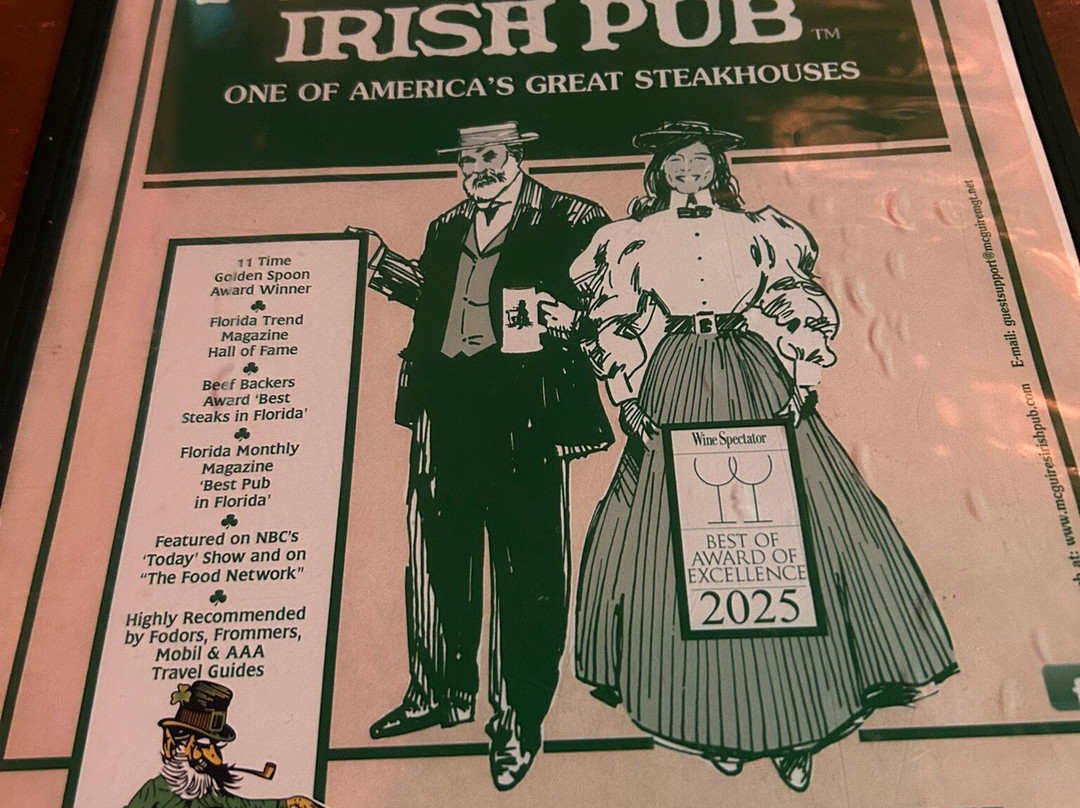 IRISH PUB ™
ONE OF AMERICA'S GREAT STEAKHOUSES
11 Time
Golden Spoon
Award Winner
Florida Trend
Magazine
Hall of Fame
Beef Backers
Award 'Best
Steaks in Florida'
Florida Monthly
Magazine
'Best Pub
in Florida'
Featured on NBC's
'Today' Show and on
"The Food Network"
Highly Recommended
by Fodors, Frommers,
Mobil & AAA
Travel Guides
Wine Spectator
BEST OF
AWARD OF
EXCELLENCE
2025
at: www.mcguiresirishpub.com E-mail: guestsupport@mcguiremgt.net